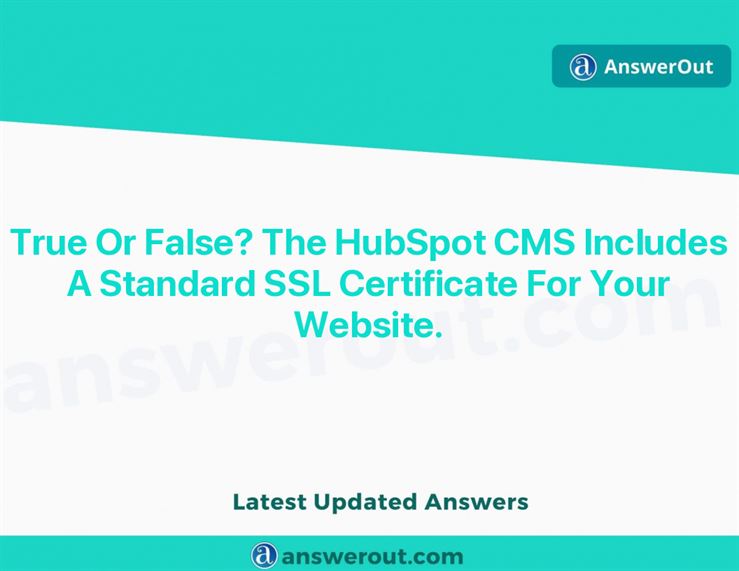 AnswerOut
True Or False? The HubSpot CMS Includes
A Standard SSL Certificate For Your
Website.
answerout.com
Latest Updated Answers
answerout.com